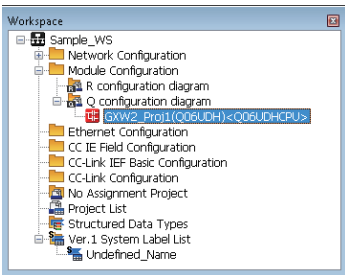 Workspace
Sample_WS
Network Configuration
Module Configuration
R configuration diagram
Q configuration diagram
GXW2_Proj1(Q06UDH)<Q06UDHCPU>
Ethernet Configuration
CC IE Field Configuration
CC-Link IEF Basic Configuration
CC-Link Configuration
No Assignment Project
Project List
Structured Data Types
Ver.1 System Label List
Undefined_Name